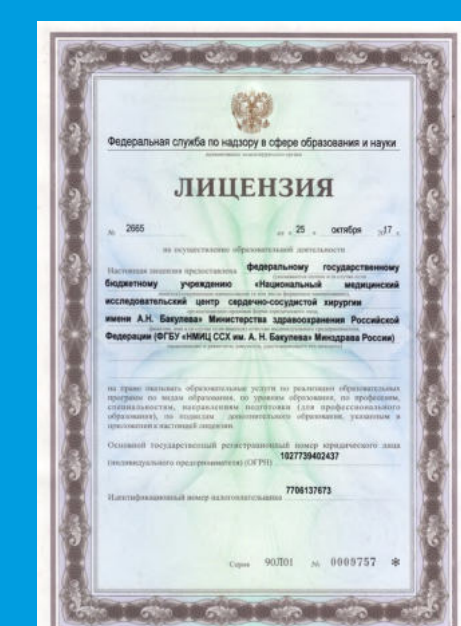 Федеральная служба по надзору в сфере образования и науки
наименование лицензирующего органа
ЛИЦЕНЗИЯ
№ 2665 от « 25 » октября 2017 г.
на осуществление образовательной деятельности
Настоящая лицензия предоставлена федеральному государственному
бюджетному учреждению «Национальный медицинский
исследовательский центр сердечно-сосудистой хирургии
имени А.Н. Бакулева» Министерства здравоохранения Российской
Федерации (ФГБУ «НМИЦ ССХ им. А. Н. Бакулева» Минздрава России)
на право оказывать образовательные услуги по реализации образовательных
программ по видам образования, по уровням образования, по профессиям,
специальностям, направлениям подготовки (для профессионального
образования), по подвидам дополнительного образования, указанным в
приложении к настоящей лицензии.
Основной государственный регистрационный номер юридического лица
(индивидуального предпринимателя) (ОГРН) 1027739402437
Идентификационный номер налогоплательщика 7706137673
Серия 90Л01 № 0009757 *